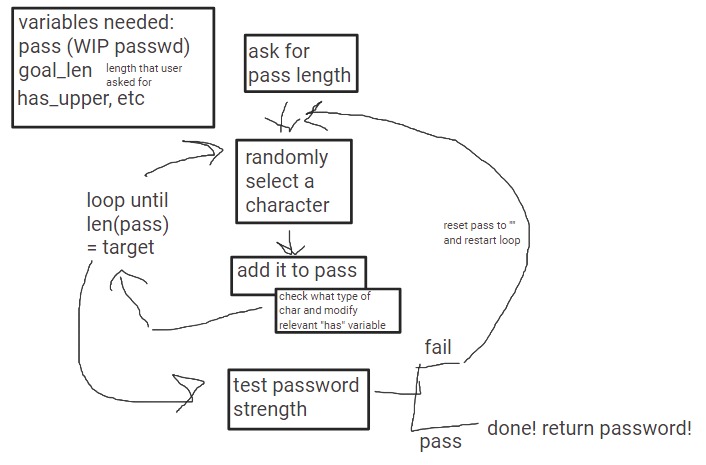 variables needed:
pass (WIP passwd)
goal_len length that user
asked for
has_upper, etc
ask for
pass length
randomly
select a
character
loop until
len(pass)
= target
reset pass to ""
and restart loop
add it to pass
check what type of
char and modify
relevant "has" variable
fail
test password
strength
done! return password!
pass